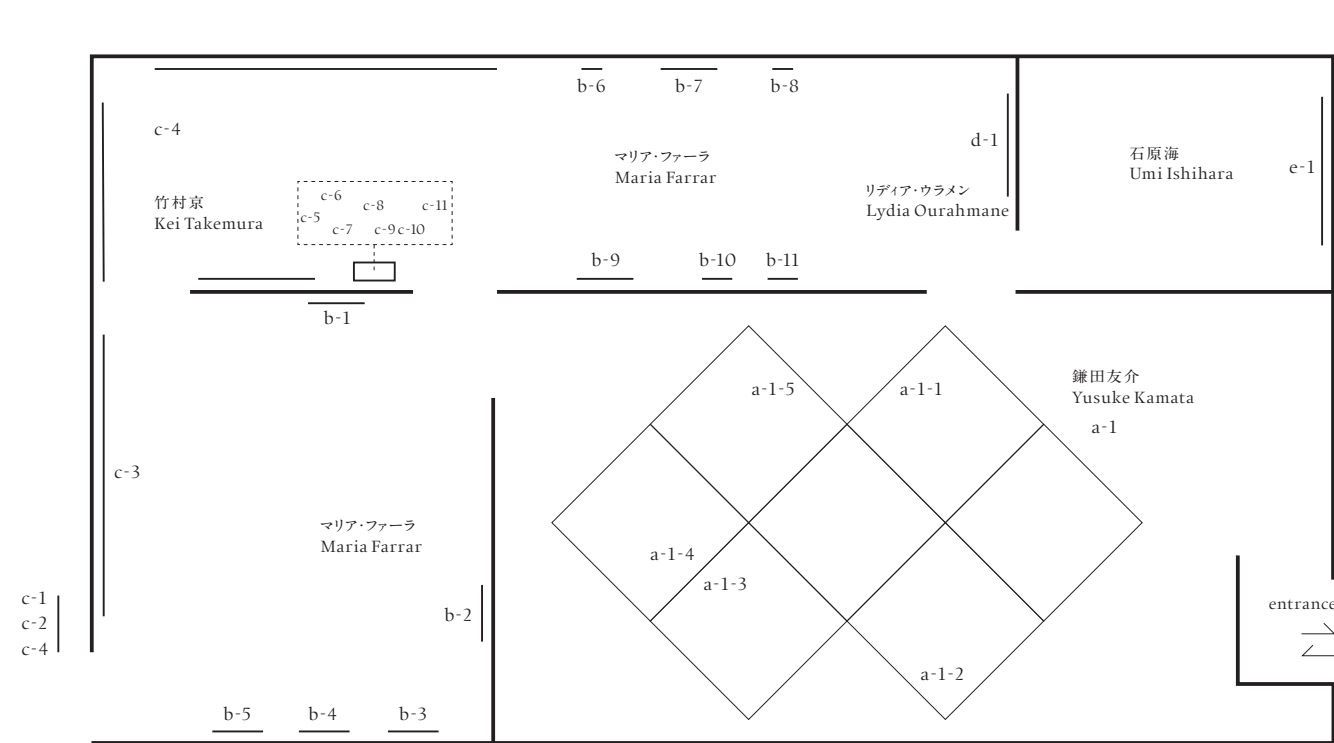 b-6 b-7 b-8
c-4
d-1
マリア・ファーラ
Maria Farrar
石原海
Umi Ishihara
e-1
竹村京
Kei Takemura
c-6
c-8
c-11
c-5
c-7
c-9 c-10
リディア・ウラメン
Lydia Ourahmane
b-9 b-10 b-11
b-1
a-1-5
a-1-1
鎌田友介
Yusuke Kamata
a-1
c-3
マリア・ファーラ
Maria Farrar
a-1-4
a-1-3
b-2
c-1
c-2
c-4
entrance
a-1-2
b-5 b-4 b-3